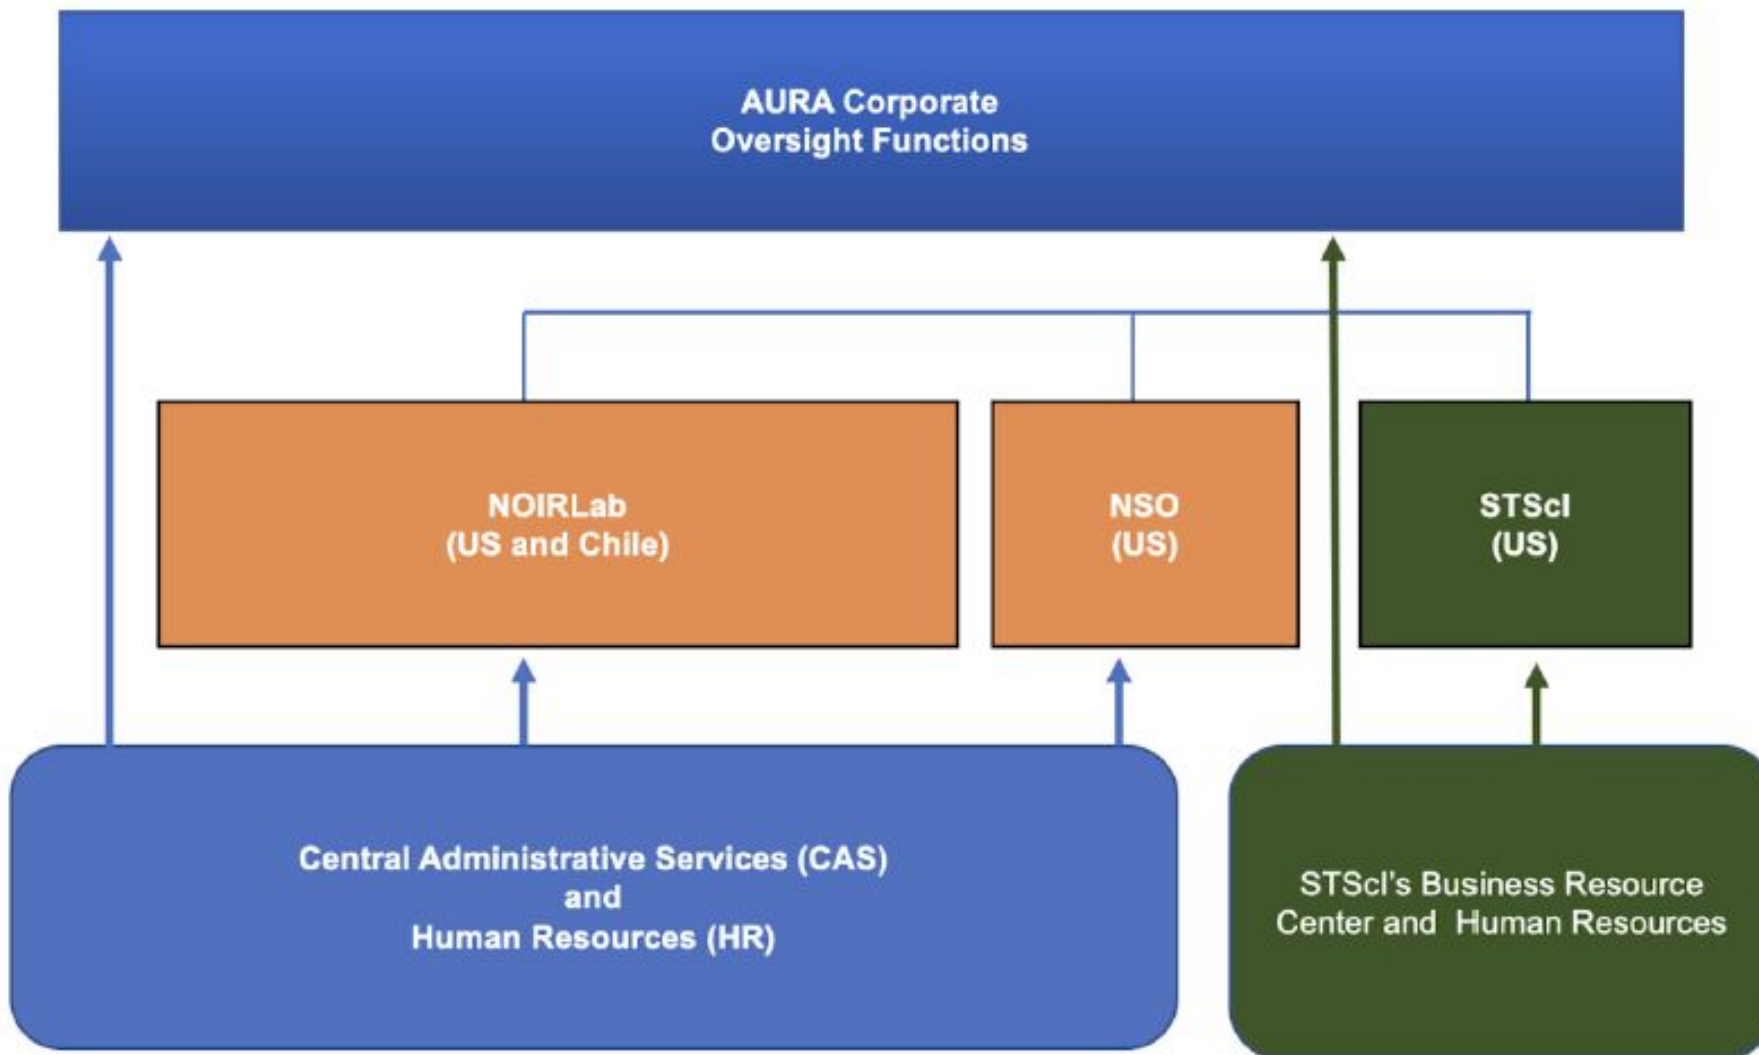 AURA Corporate
Oversight Functions
NOIRLab
(US and Chile)
NSO
(US)
STScI
(US)
Central Administrative Services (CAS)
and
Human Resources (HR)
STScI's Business Resource
Center and Human Resources